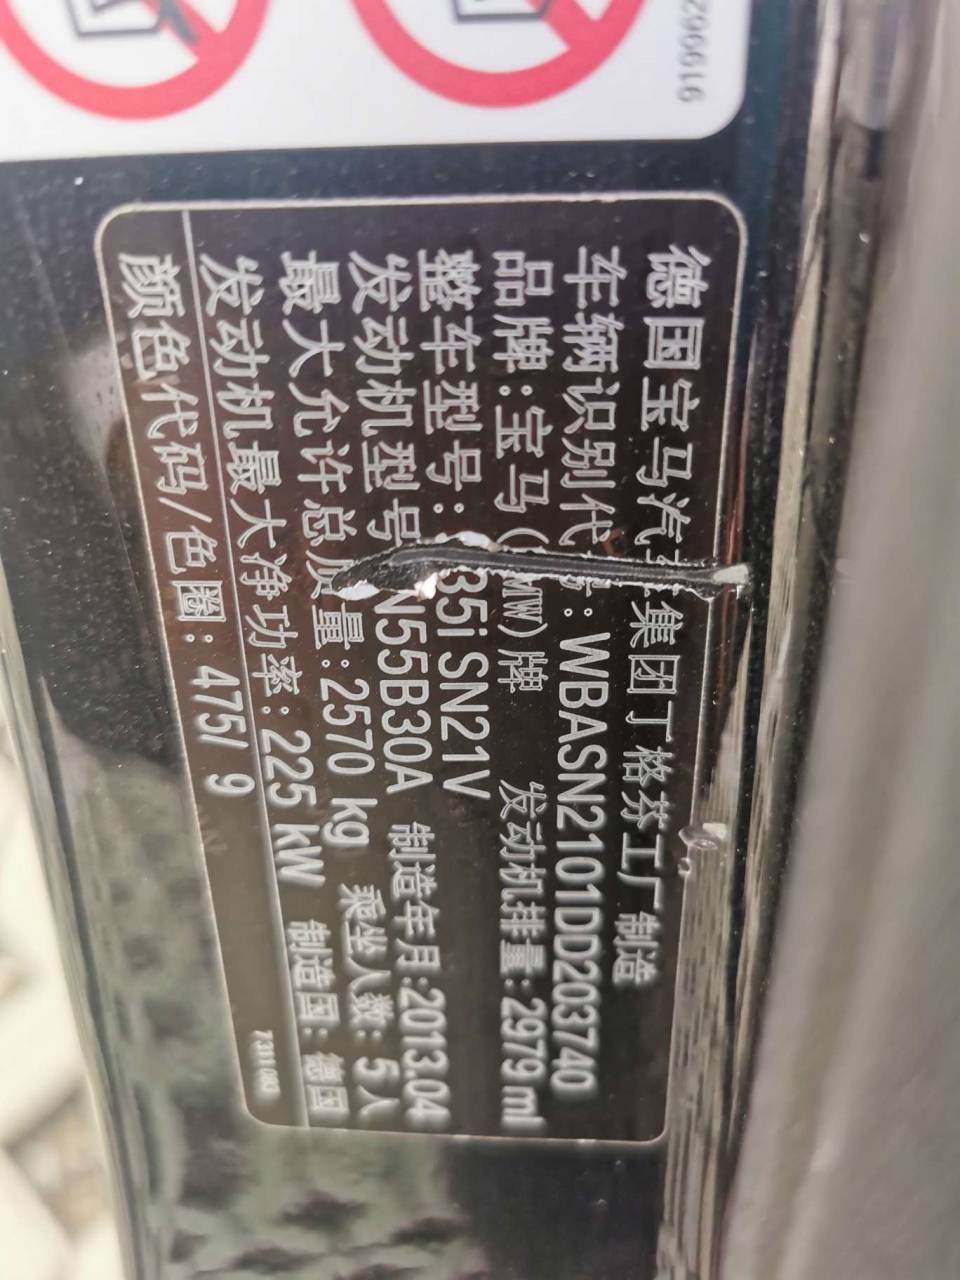 619962
德国宝马汽车集团丁格芬工厂制造
车辆识别代 : WBASN2101DD203740
品牌:宝马( MW)牌 发动机排量: 2979 ml
整车型号: 35i SN21V
发动机型号 N55B30A 制造年月:2013.04
最大允许总质量:2570 kg 乘坐人数: 5人
发动机最大净功率: 225 kW 制造国: 德国
颜色代码/色圈: 475/ 9
7311 083